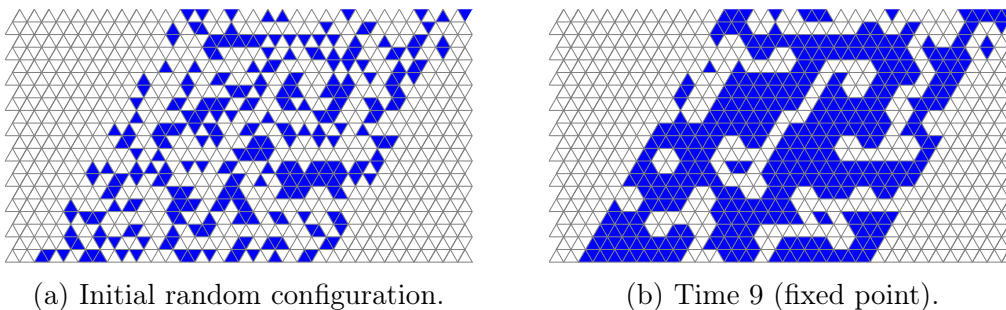 (a) Initial random configuration.
(b) Time 9 (fixed point).